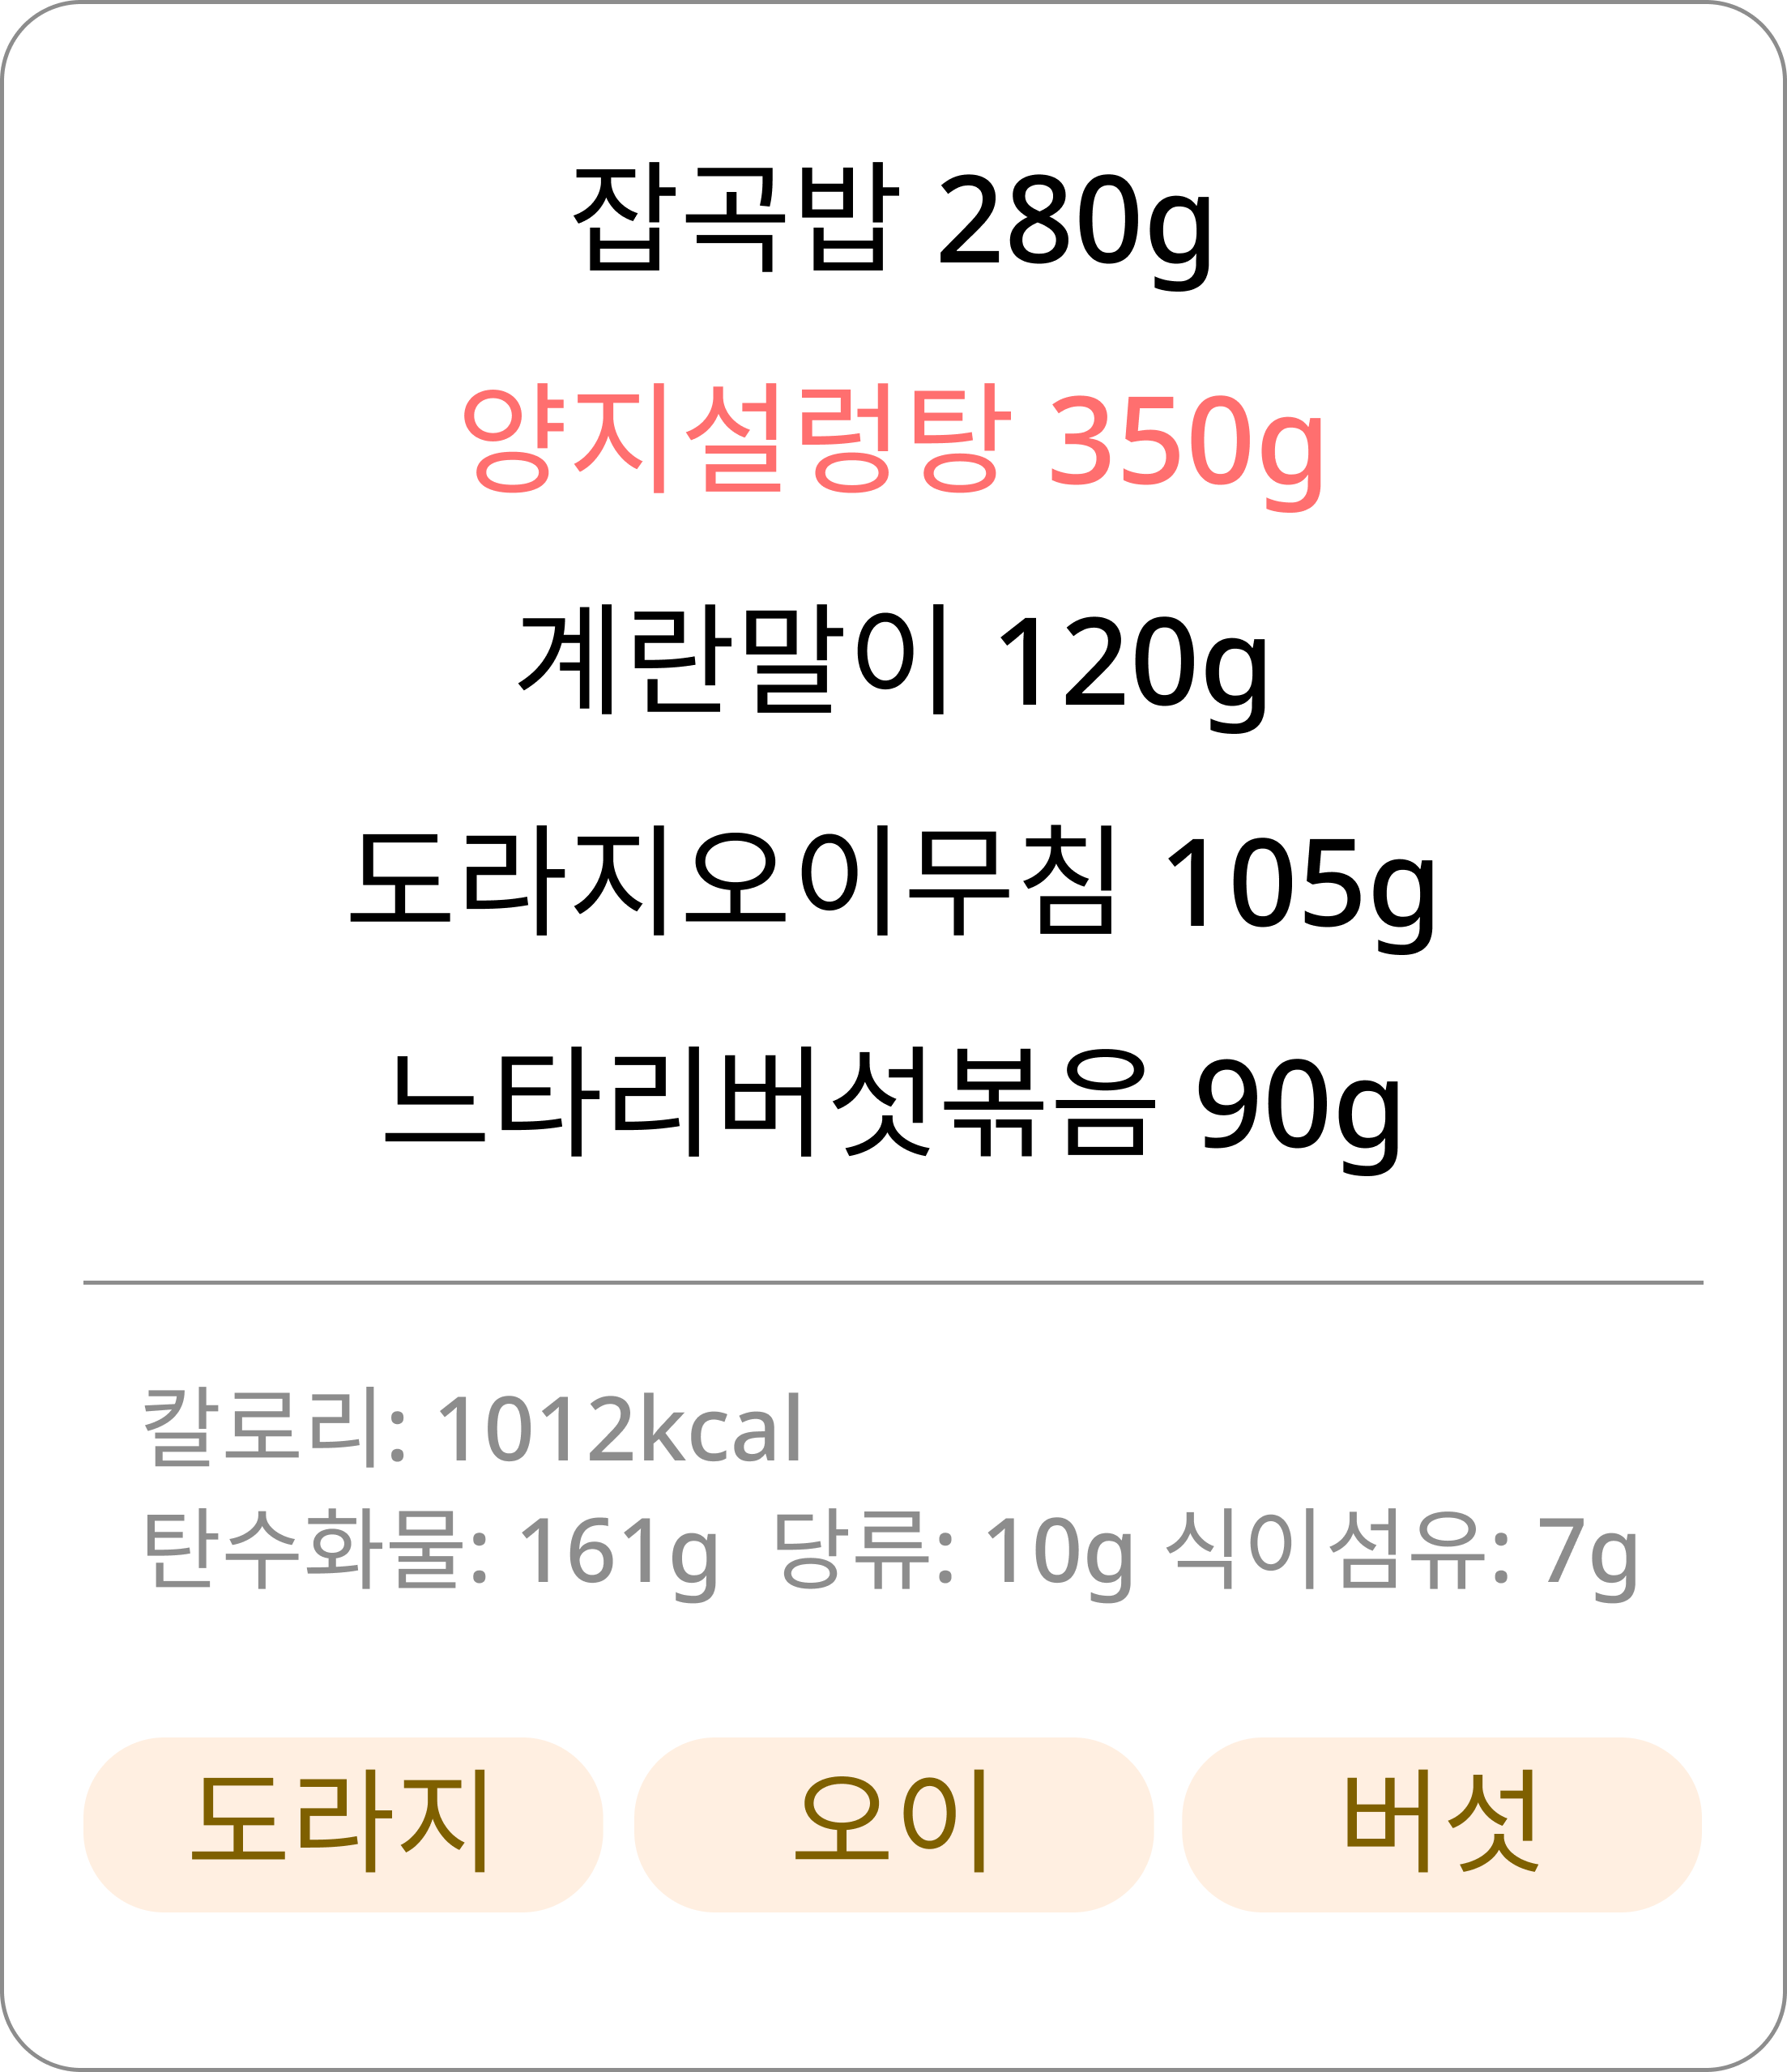 잡곡밥 280g
양지설렁탕 350g
계란말이 120g
도라지오이무침 105g
느타리버섯볶음 90g
칼로리: 1012kcal
탄수화물: 161g 당류: 10g 식이섬유: 7g
도라지 오이 버섯